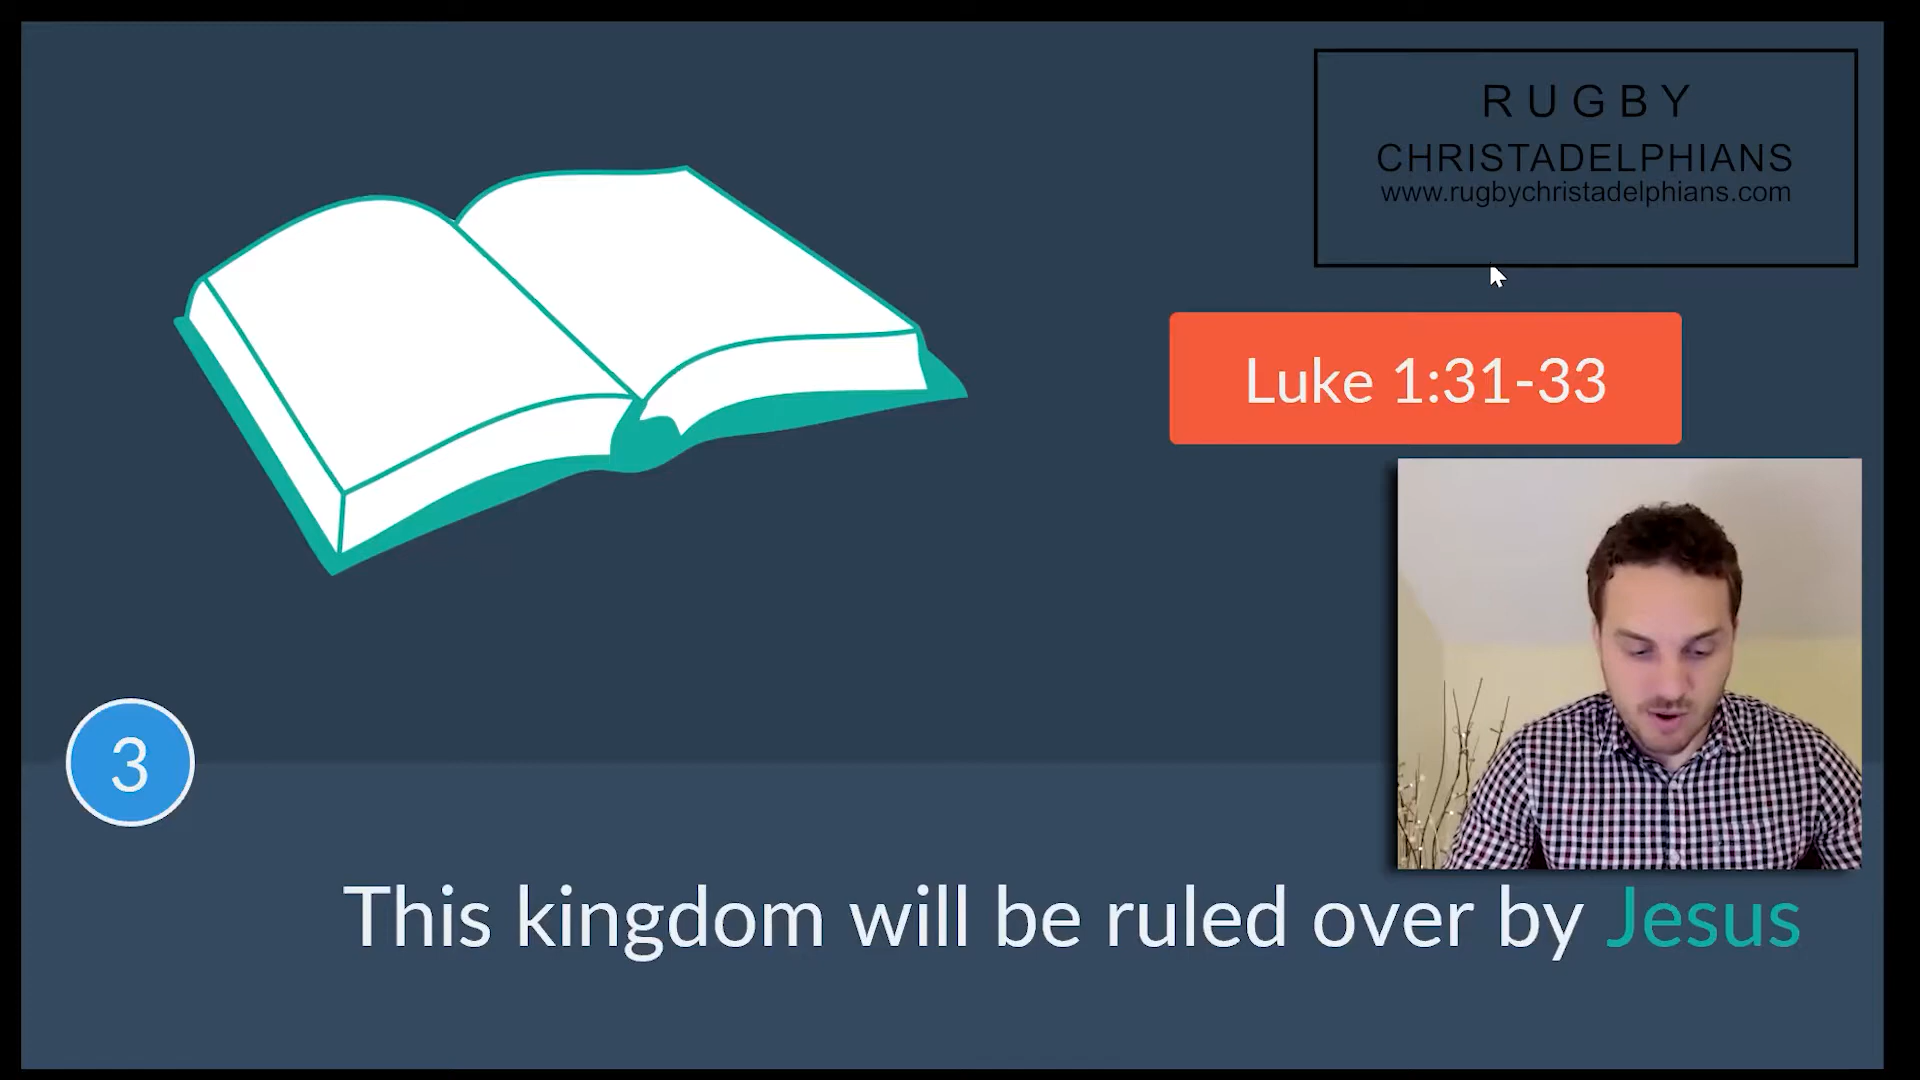 RUGBY
CHRISTADELPHIANS
www.rugbychristadelphians.com
Luke 1:31-33
3
This kingdom will be ruled over by Jesus